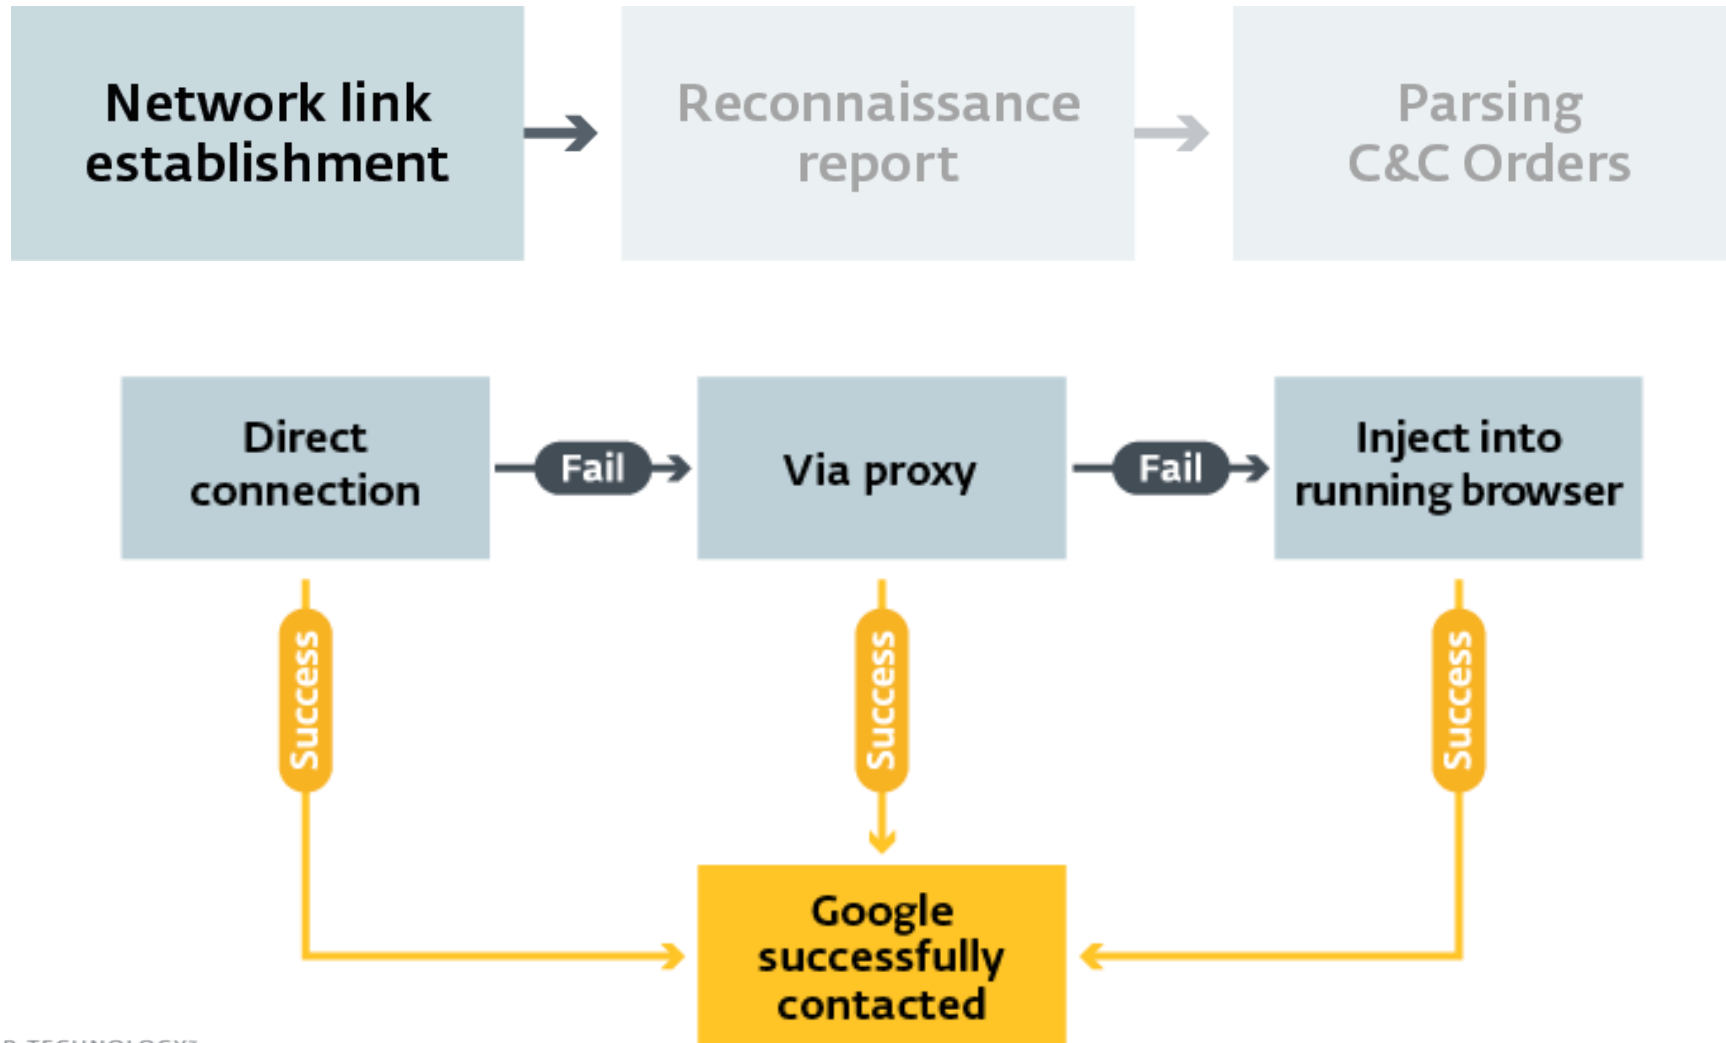 Network link
establishment
Reconnaissance
report
Parsing
C&C Orders
Direct
connection
Fail
Via proxy
Fail
Inject into
running browser
Success
Success
Success
Google
successfully
contacted